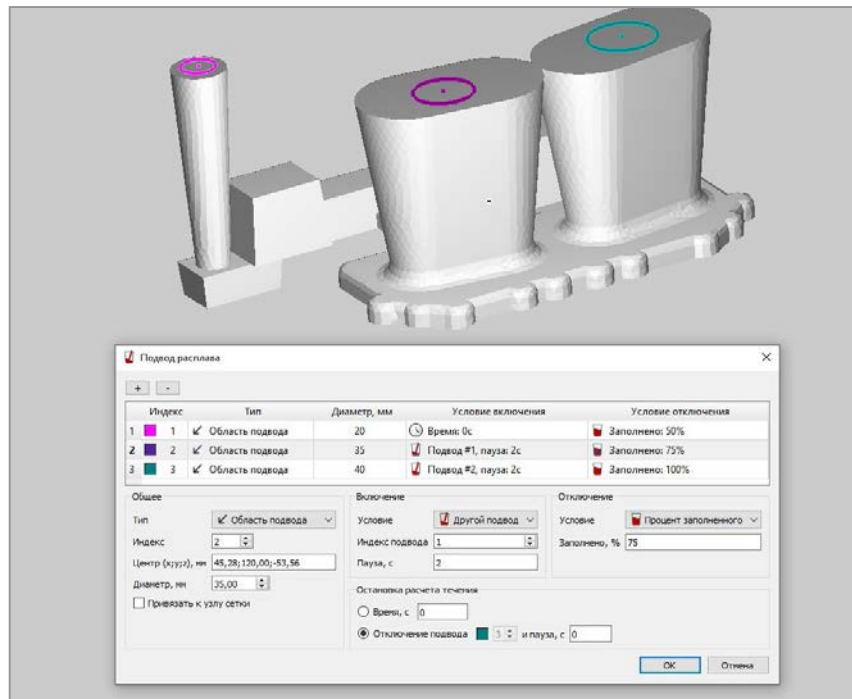 Подвод расплава
+ -
Индекс Тип Диаметр, мм Условие включения Условие отключения
1 1 Область подвода 20 Время: 0с Заполнено: 50%
2 2 Область подвода 35 Подвод #1, пауза: 2с Заполнено: 75%
3 3 Область подвода 40 Подвод #2, пауза: 2с Заполнено: 100%
Общее Включение Отключение
Тип Область подвода Условие Другой подвод Условие Процент заполненного
Индекс 2 Индекс подвода 1 Заполнено, % 75
Центр (x;y;z), мм 45,28;120,00;-53,56 Пауза, с 2
Диаметр, мм 35,00 Остановка расчета течения
Привязать к узлу сетки Время, с 0
Отключение подвода 3 и пауза, с 0
OK Отмена